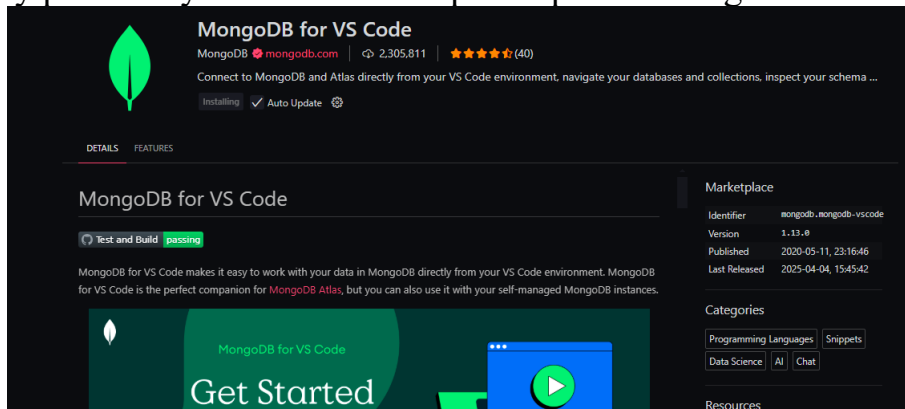 MongoDB for VS Code
MongoDB mongodb.com 2,305,811 (40)
Connect to MongoDB and Atlas directly from your VS Code environment, navigate your databases and collections, inspect your schema ...
Installing Auto Update
DETAILS FEATURES
MongoDB for VS Code
Test and Build passing
MongoDB for VS Code makes it easy to work with your data in MongoDB directly from your VS Code environment. MongoDB
for VS Code is the perfect companion for MongoDB Atlas, but you can also use it with your self-managed MongoDB instances.
MongoDB for VS Code
Get Started
Marketplace
Identifier mongodb.mongodb-vscode
Version 1.13.0
Published 2020-05-11, 23:16:46
Last Released 2025-04-04, 15:45:42
Categories
Programming Languages Snippets
Data Science AI Chat
Resources